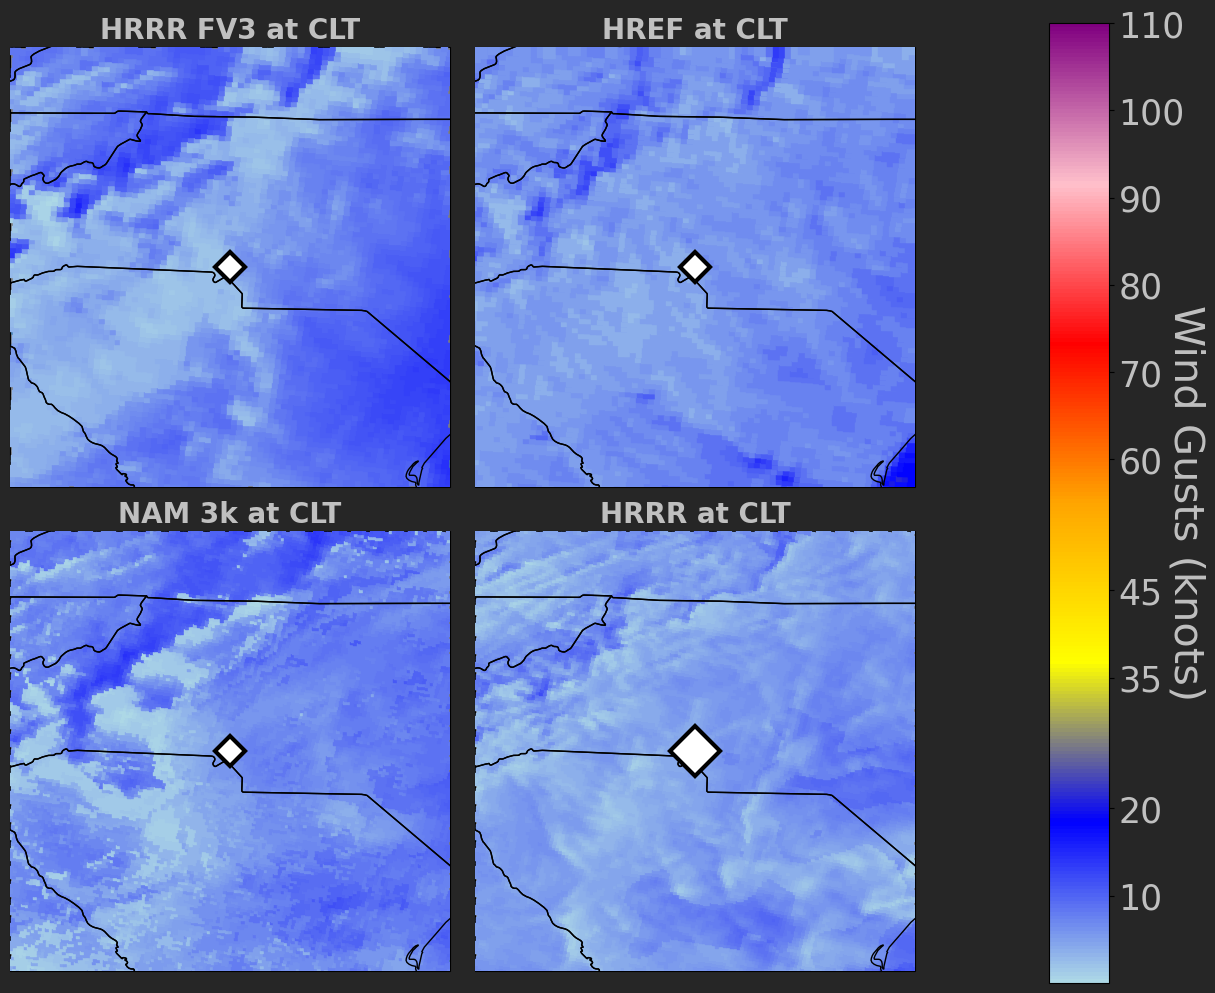 HRRR FV3 at CLT
HREF at CLT
NAM 3k at CLT
HRRR at CLT
110
100
90
80
70
60
45
35
20
10
Wind Gusts (knots)